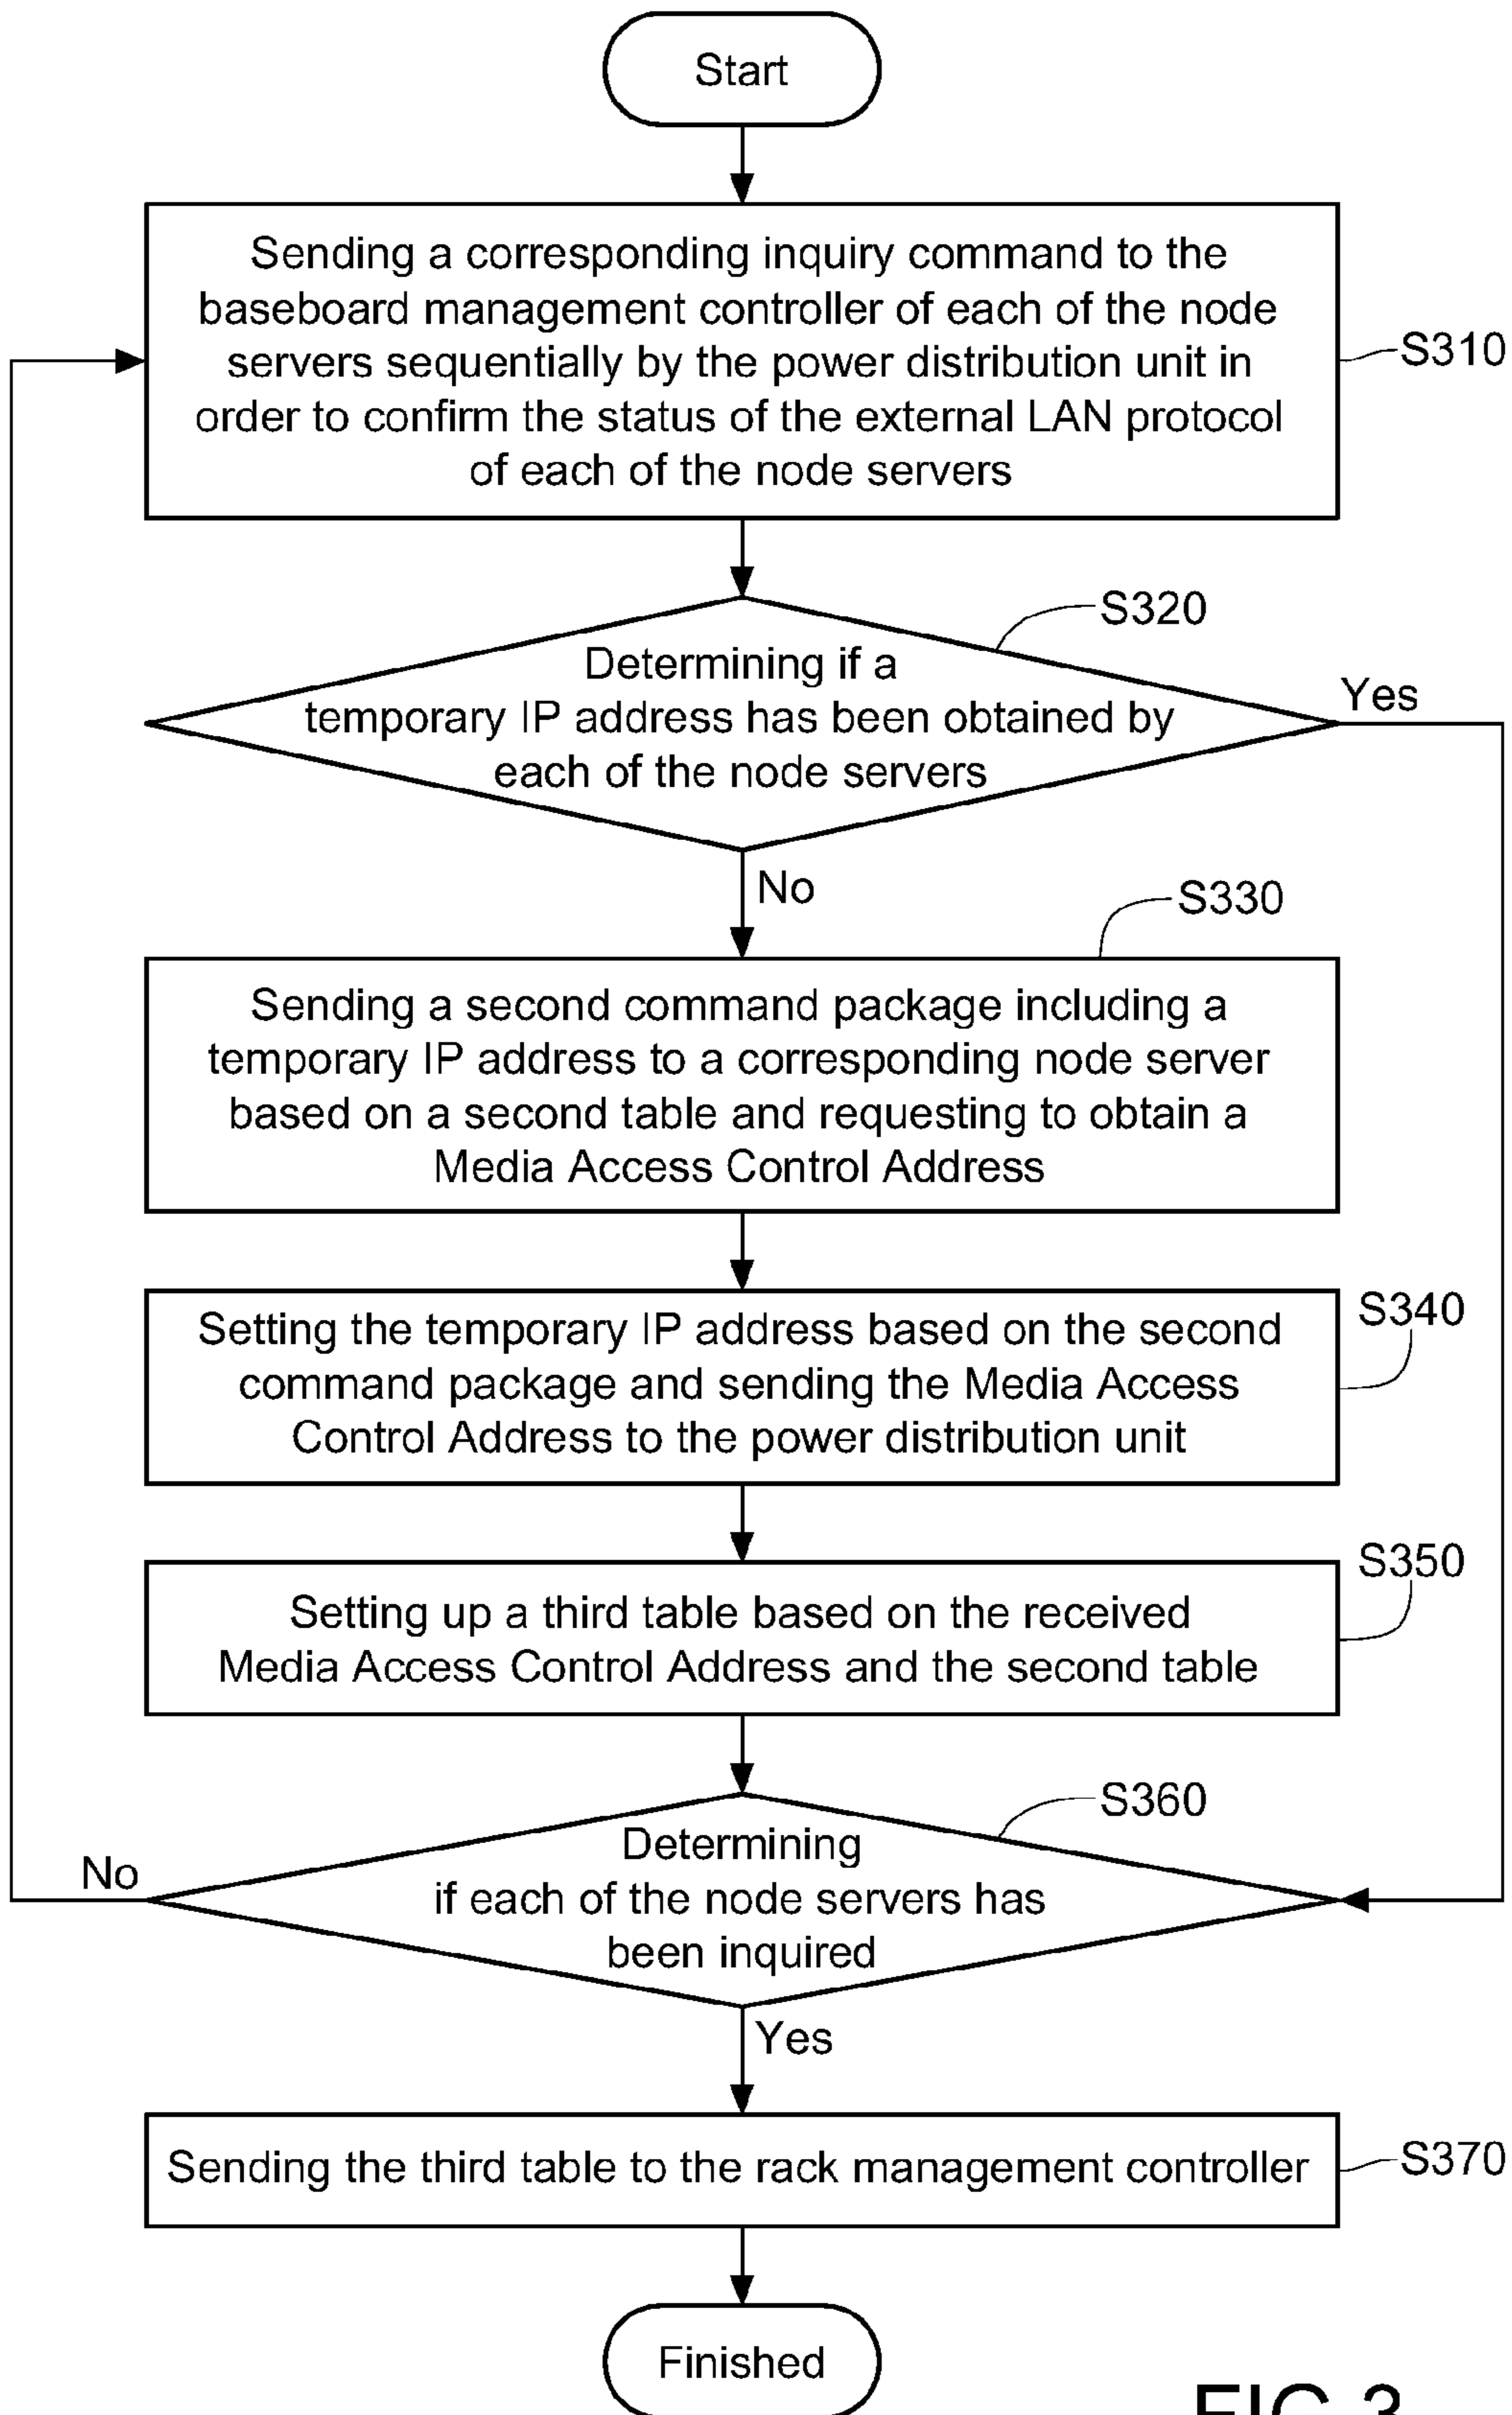 Start
Sending a corresponding inquiry command to the
baseboard management controller of each of the node
servers sequentially by the power distribution unit in
order to confirm the status of the external LAN protocol
of each of the node servers
S310
S320
Determining if a
temporary IP address has been obtained by
each of the node servers
Yes
No
S330
Sending a second command package including a
temporary IP address to a corresponding node server
based on a second table and requesting to obtain a
Media Access Control Address
S340
Setting the temporary IP address based on the second
command package and sending the Media Access
Control Address to the power distribution unit
S350
Setting up a third table based on the received
Media Access Control Address and the second table
S360
Determining
if each of the node servers has
been inquired
No
Yes
Sending the third table to the rack management controller
S370
Finished
FIG.3